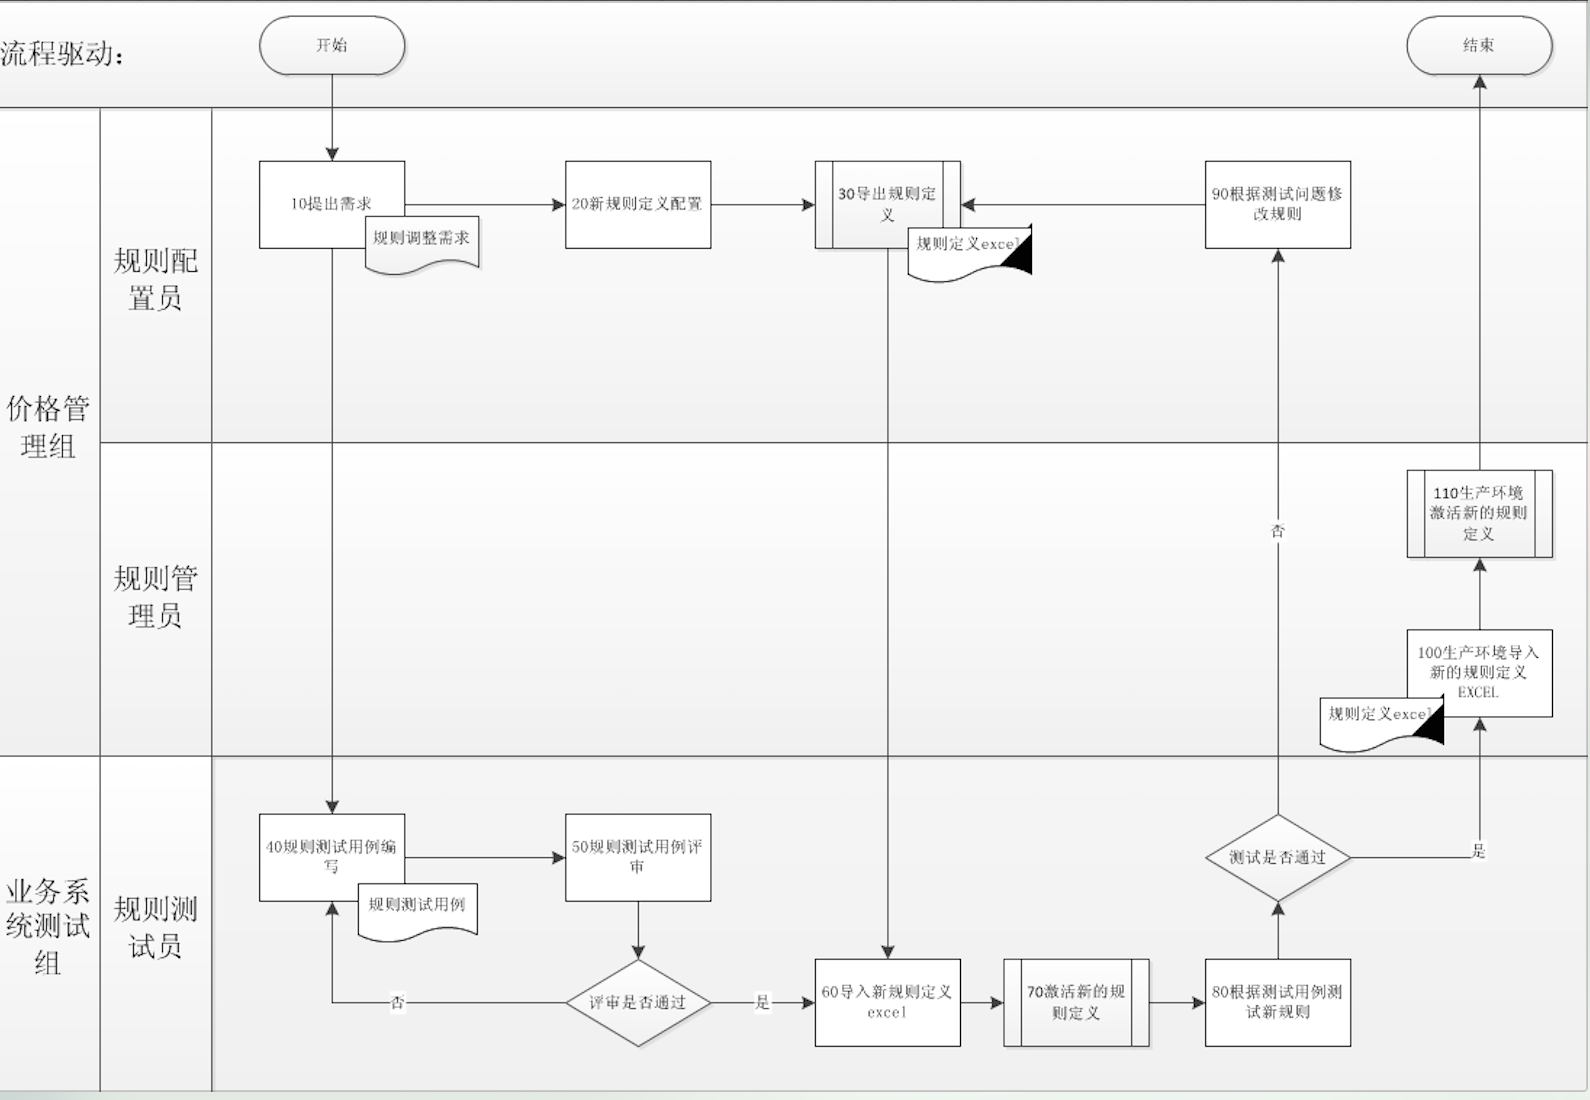 流程驱动：
开始
结束
价格管
理组
规则配
置员
10提出需求
规则调整需求
20新规则定义配置
30导出规则定
义
规则定义excel
90根据测试问题修
改规则
规则管
理员
否
110生产环境
激活新的规则
定义
100生产环境导入
新的规则定义
EXCEL
规则定义excel
业务系
统测试
组
规则测
试员
40规则测试用例编
写
规则测试用例
50规则测试用例评
审
测试是否通过
是
否
评审是否通过
是
60导入新规则定义
excel
70激活新的规
则定义
80根据测试用例测
试新规则